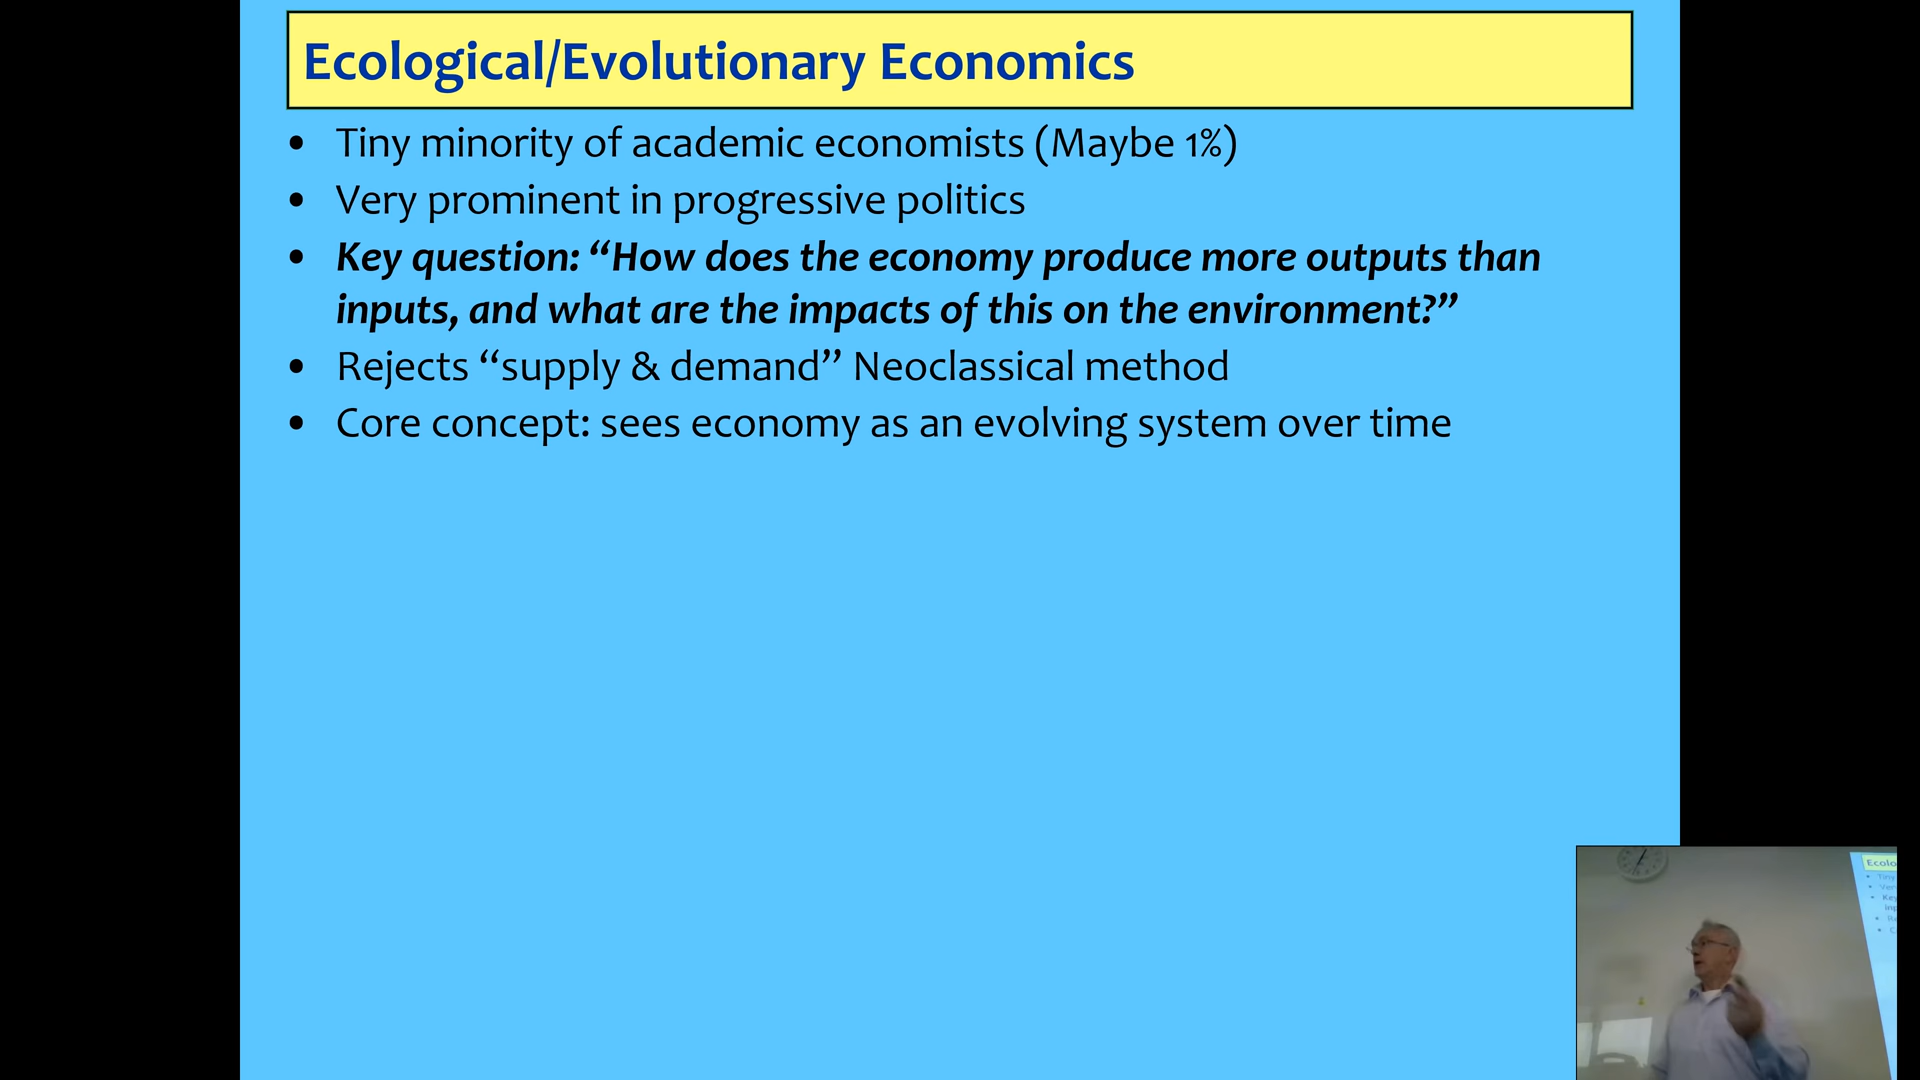 Ecological/Evolutionary Economics
• Tiny minority of academic economists (Maybe 1%)
• Very prominent in progressive politics
• Key question: “How does the economy produce more outputs than
inputs, and what are the impacts of this on the environment?”
• Rejects “supply & demand” Neoclassical method
• Core concept: sees economy as an evolving system over time
Ecolo